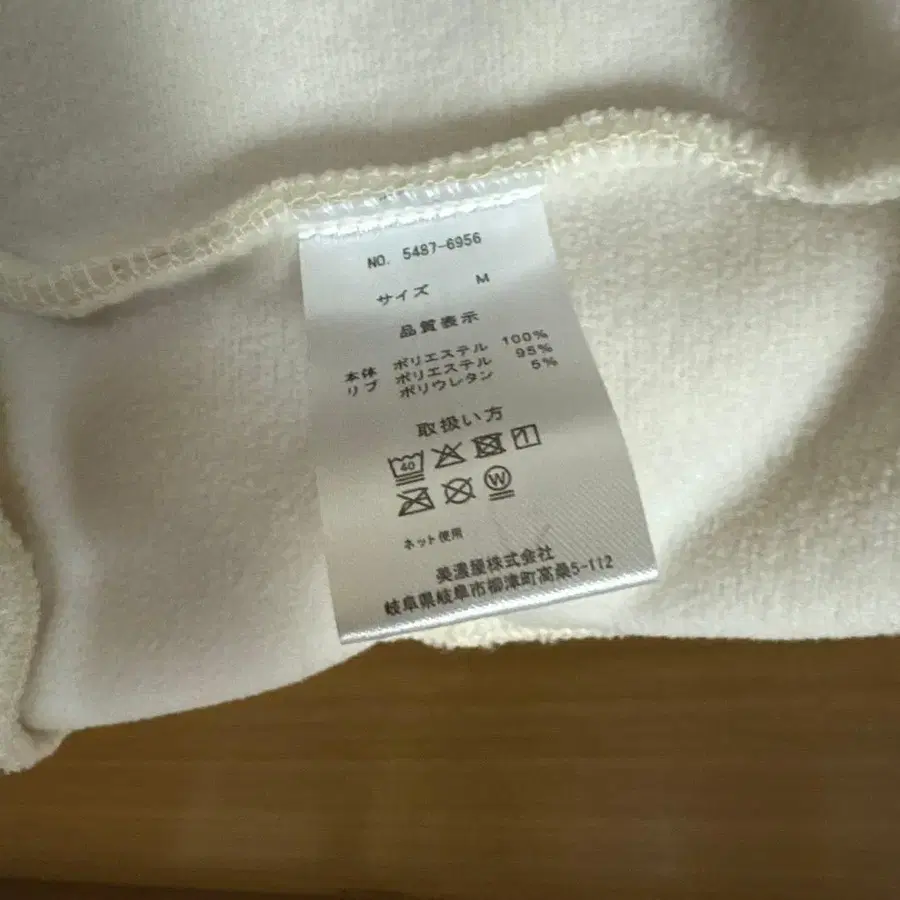 NO. 5487-6956
サイズ M
品質表示
本体 ポリエステル 100%
リブ ポリエステル 95%
ポリウレタン 5%
取扱い方
40 1
W
ネット使用
美濃屋株式会社
岐阜県岐阜市柳津町高桑5-112